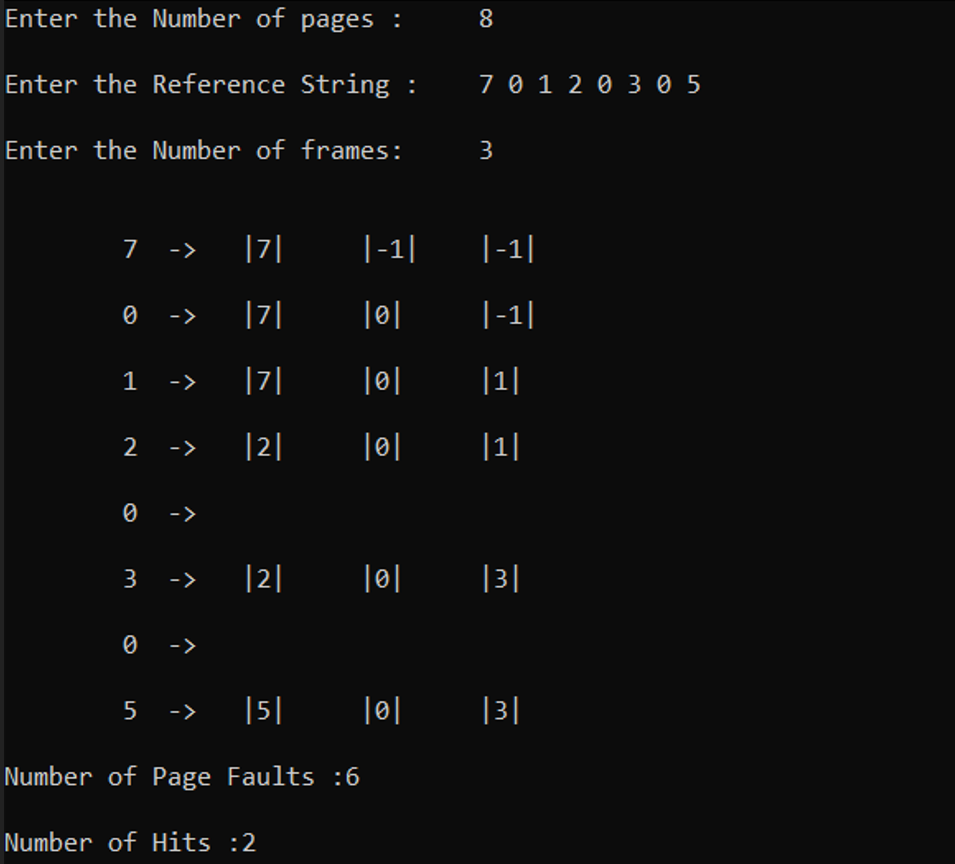 Enter the Number of pages :     8
Enter the Reference String :    7 0 1 2 0 3 0 5
Enter the Number of frames:     3
7  ->   |7|     |-1|    |-1|
0  ->   |7|     |0|     |-1|
1  ->   |7|     |0|     |1|
2  ->   |2|     |0|     |1|
0  ->
3  ->   |2|     |0|     |3|
0  ->
5  ->   |5|     |0|     |3|
Number of Page Faults :6
Number of Hits :2